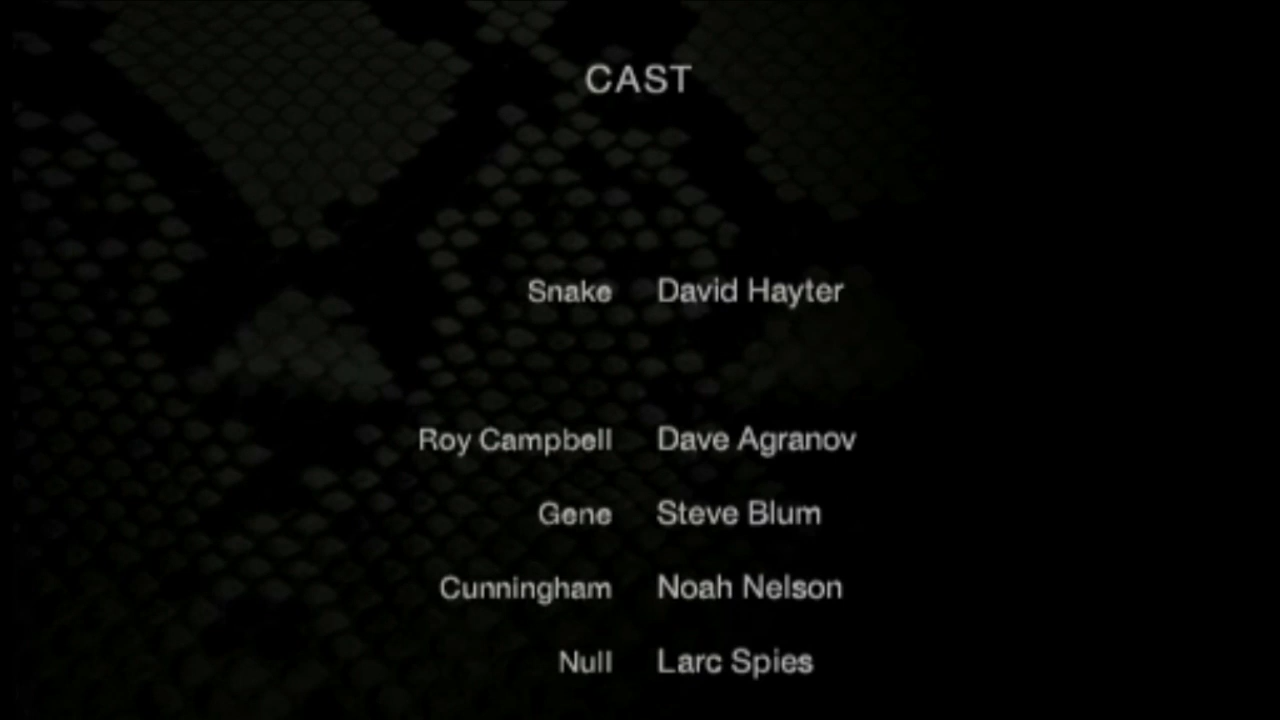 CAST
Snake David Hayter
Roy Campbell Dave Agranov
Gene Steve Blum
Cunningham Noah Nelson
Null Larc Spies